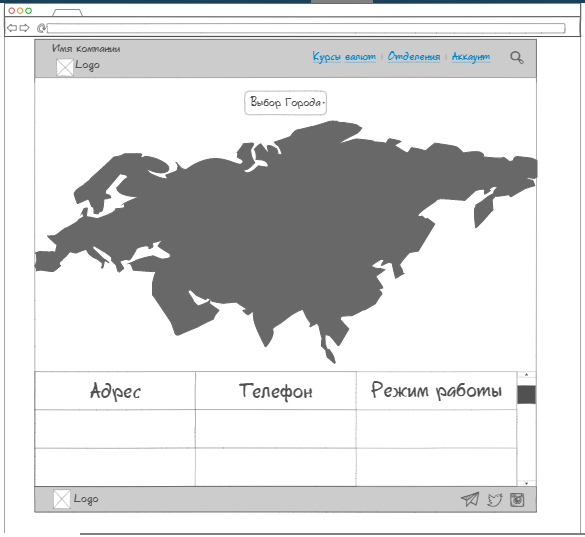 Имя компании
Logo
Курсы валют | Отделения | Аккаунт
Выбор Города
Адрес Телефон Режим работы
Logo